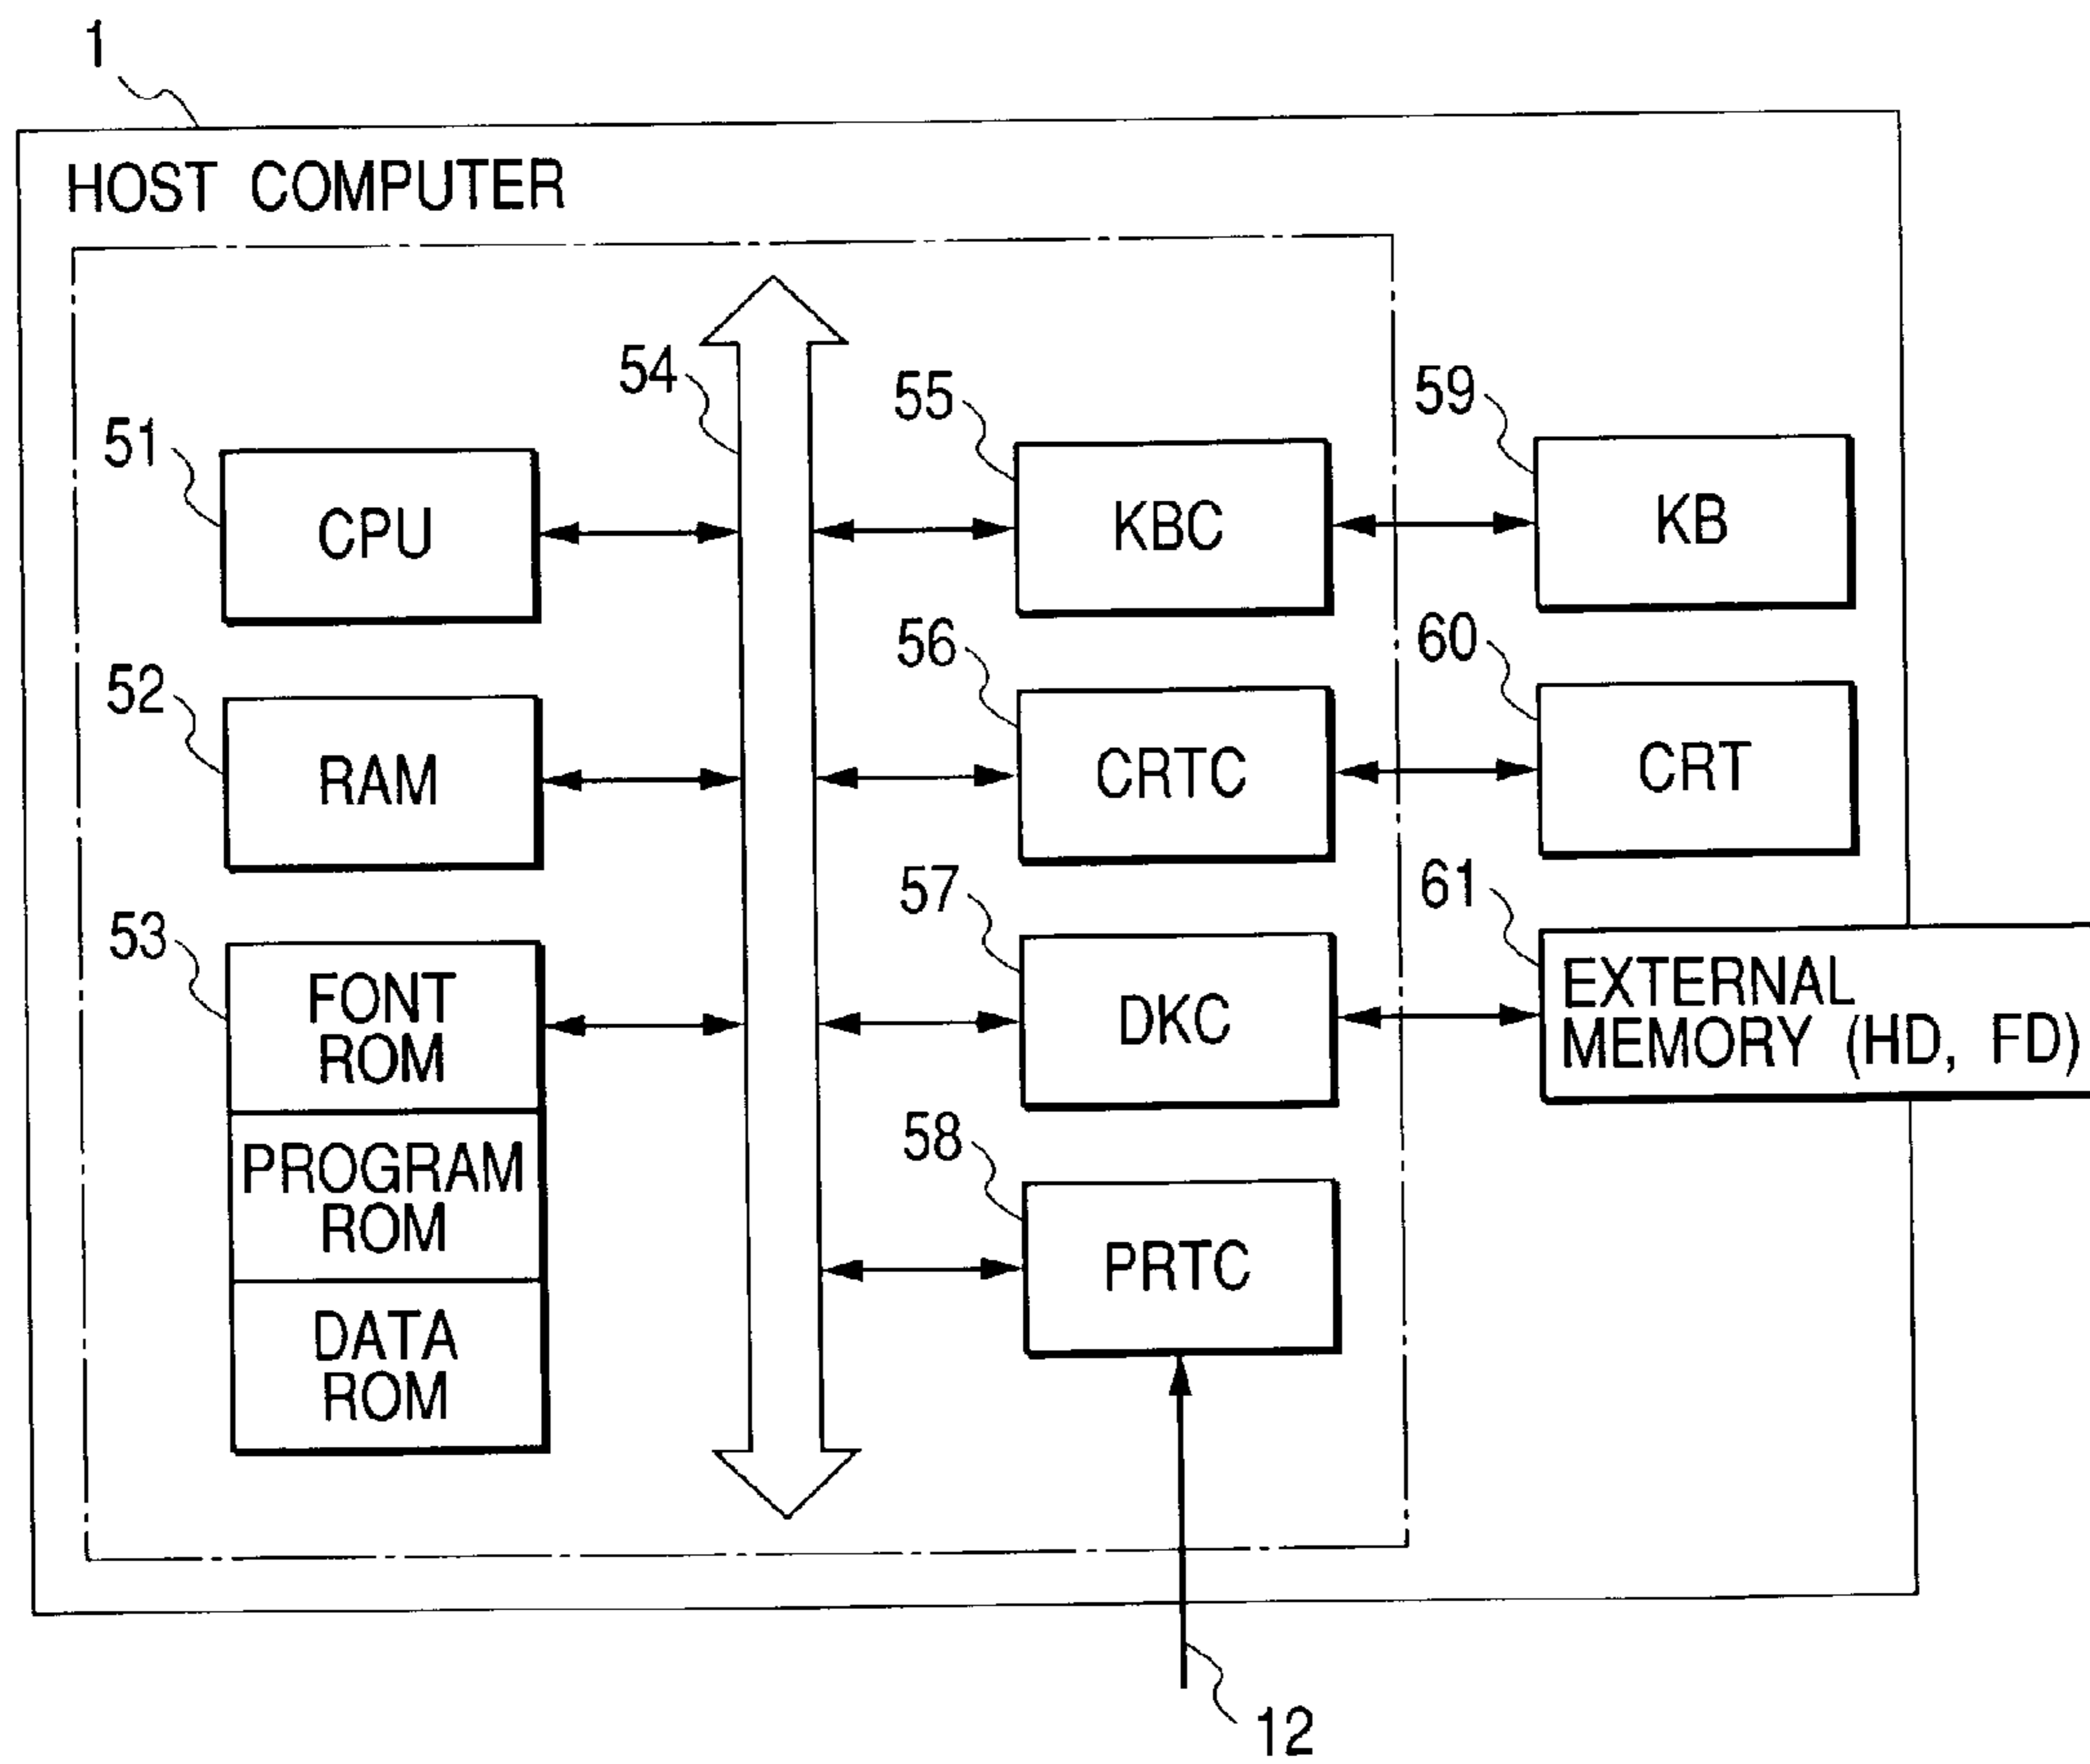 1
HOST COMPUTER
54
55
59
51
CPU
KBC
KB
52
56
60
RAM
CRTC
CRT
53
57
61
FONT
ROM
DKC
EXTERNAL
MEMORY (HD, FD)
PROGRAM
ROM
58
PRTC
DATA
ROM
12